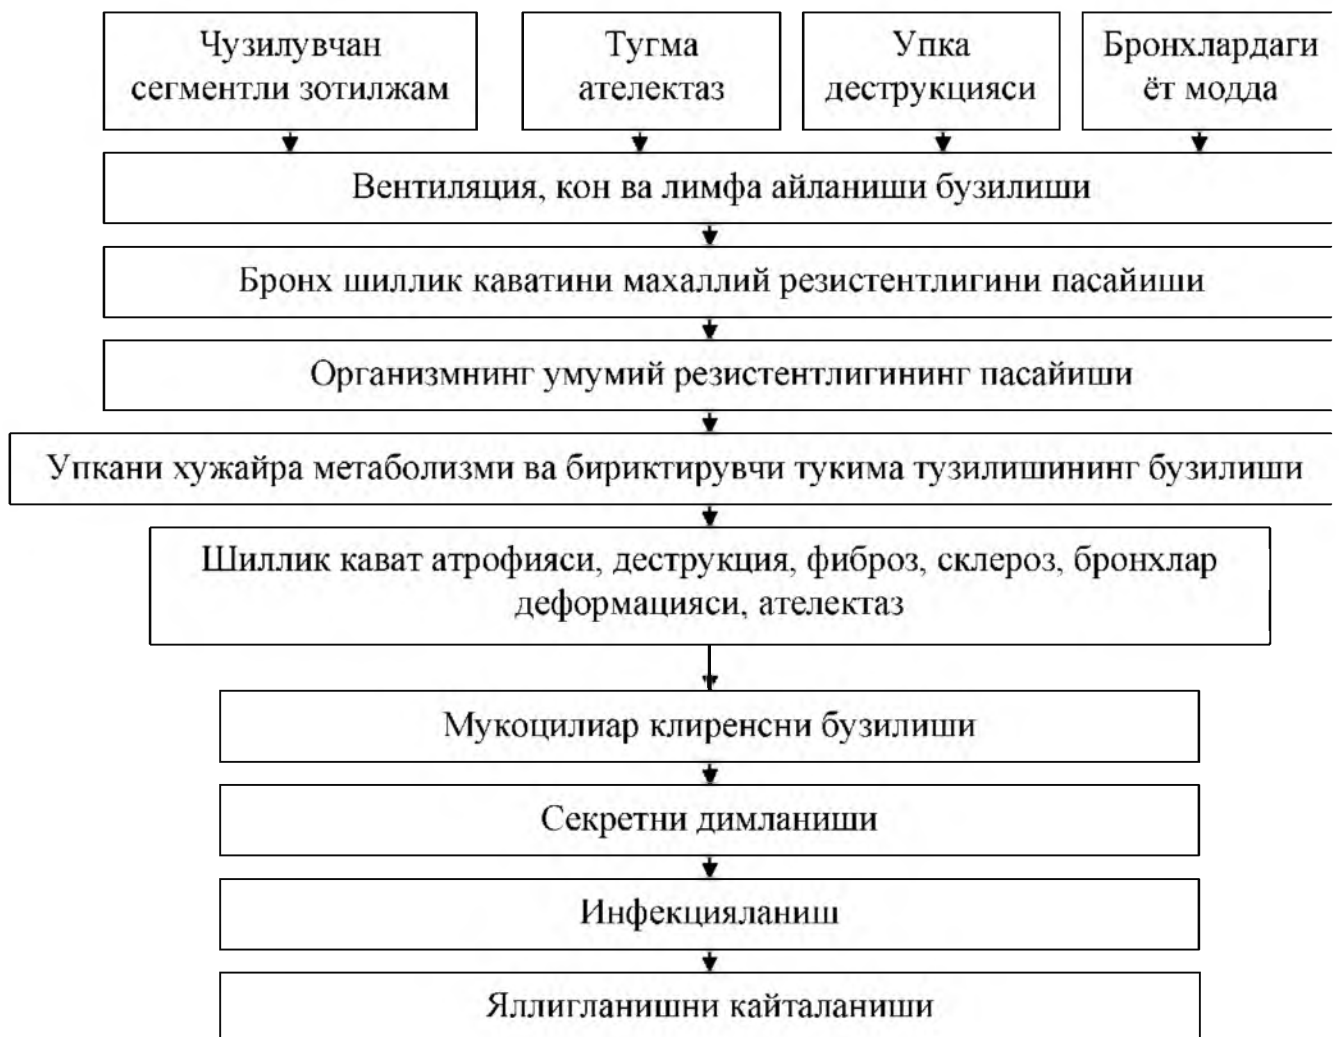 Чузилувчан
сегментли зотилжам
Тугма
ателектаз
Упка
деструкцияси
Бронхлардаги
ёт модда
Вентиляция, кон ва лимфа айланиши бузилиши
Бронх шиллик каватини махаллий резистентлигини пасайиши
Организмнинг умумий резистентлигининг пасайиши
Упкани хужайра метаболизми ва бириктирувчи тукима тузилишининг бузилиши
Шиллик кават атрофияси, деструкция, фиброз, склероз, бронхлар
деформацияси, ателектаз
Мукоцилиар клиренсни бузилиши
Секретни димланиши
Инфекцияланиш
Яллигланишни кайталаниши